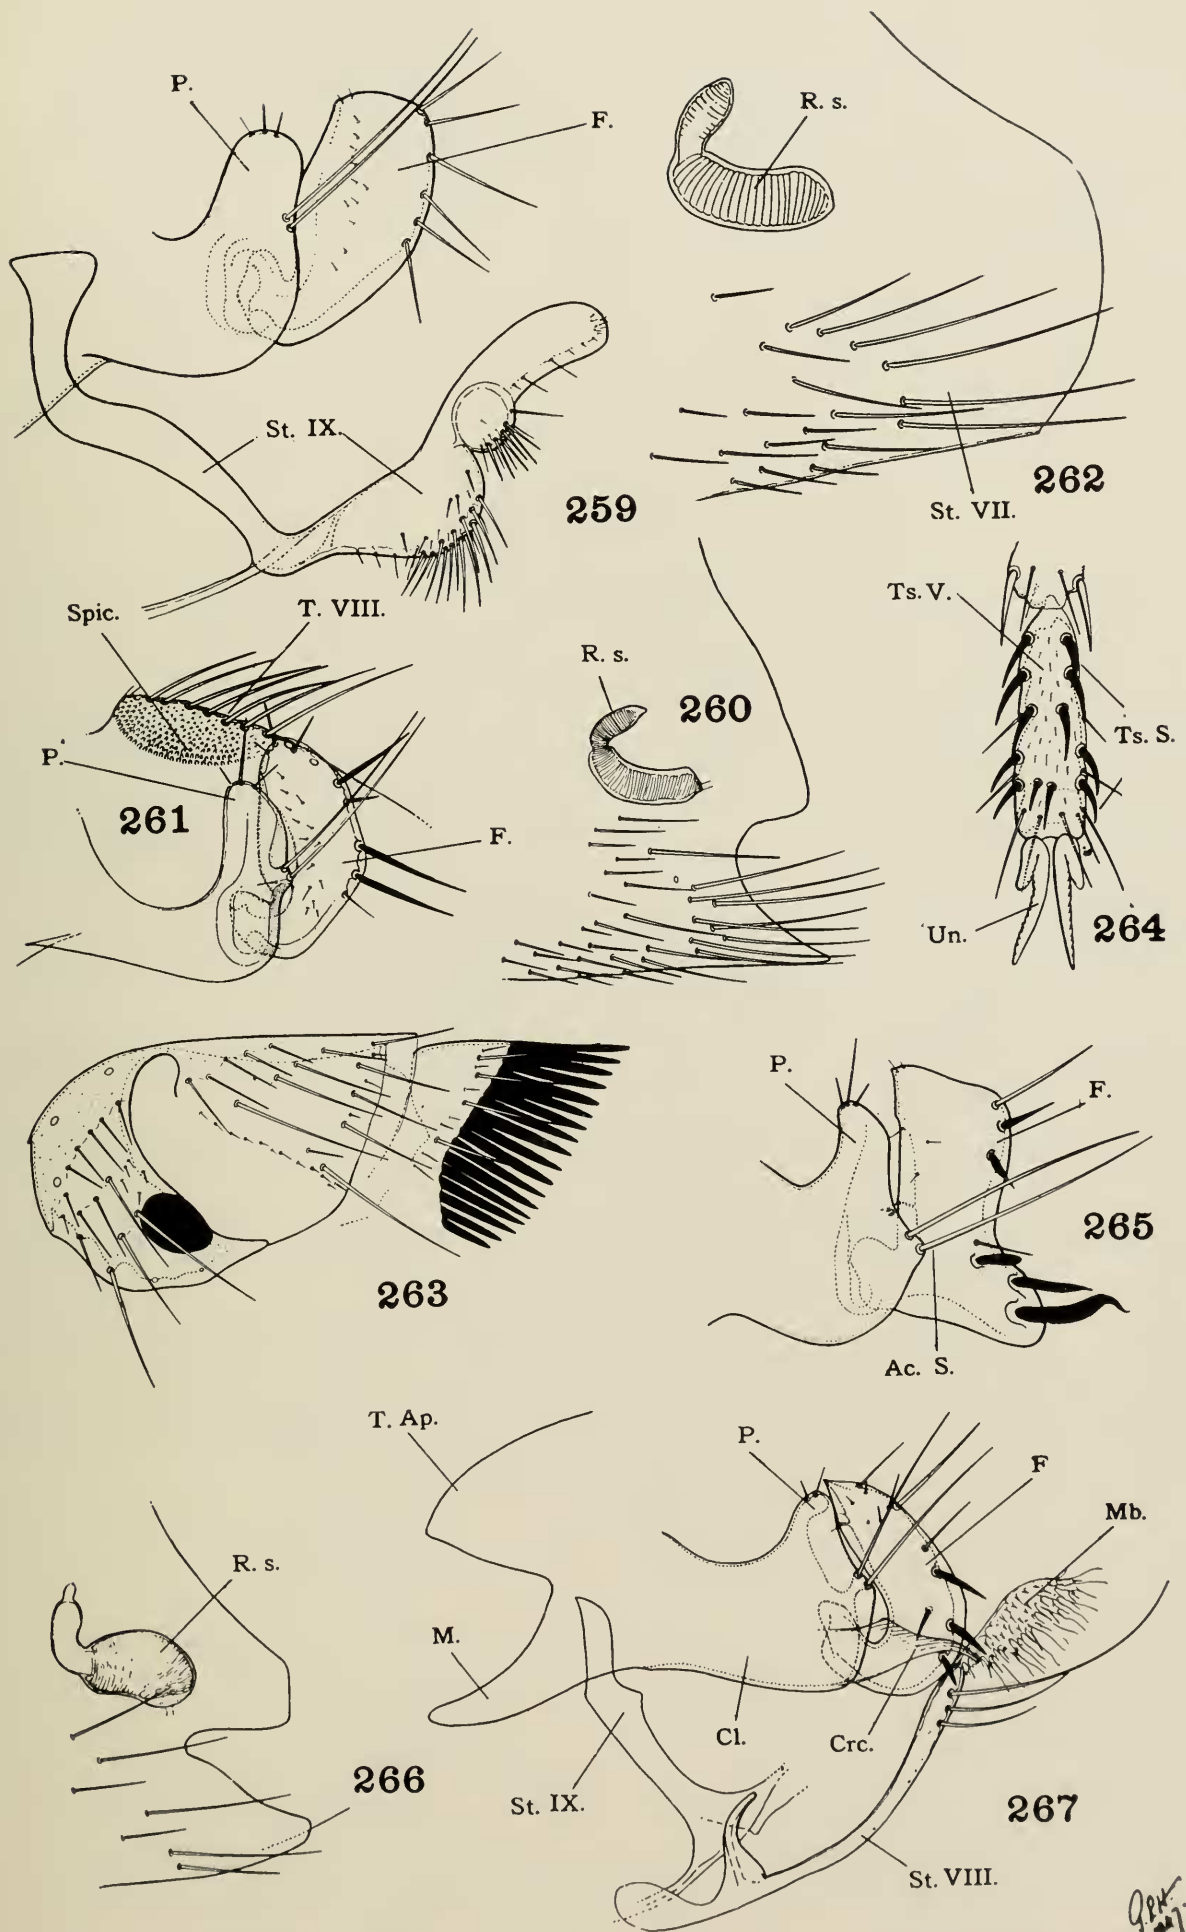 P.
F.
R. s.
St. IX.
259
262
St. VII.
Spic.
T. VIII.
P.
261
F.
R. s.
260
Ts. V.
Ts. S.
Un.
264
263
P.
F.
265
Ac. S.
T. Ap.
P.
F
Mb.
R. s.
M.
Cl.
Crc.
266
St. IX.
267
St. VIII.